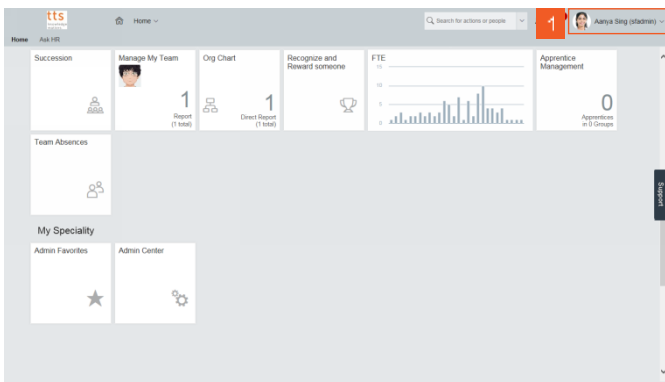 tts
Home
Search for actions or people
1
Aanya Sing (sfadmin)
Home
Ask HR
Succession
Manage My Team
1
Report
(1 total)
Org Chart
1
Direct Report
(1 total)
Recognize and
Reward someone
FTE
15
10
5
0
Apprentice
Management
0
Apprentices
in 0 Groups
Team Absences
Support
My Speciality
Admin Favorites
Admin Center